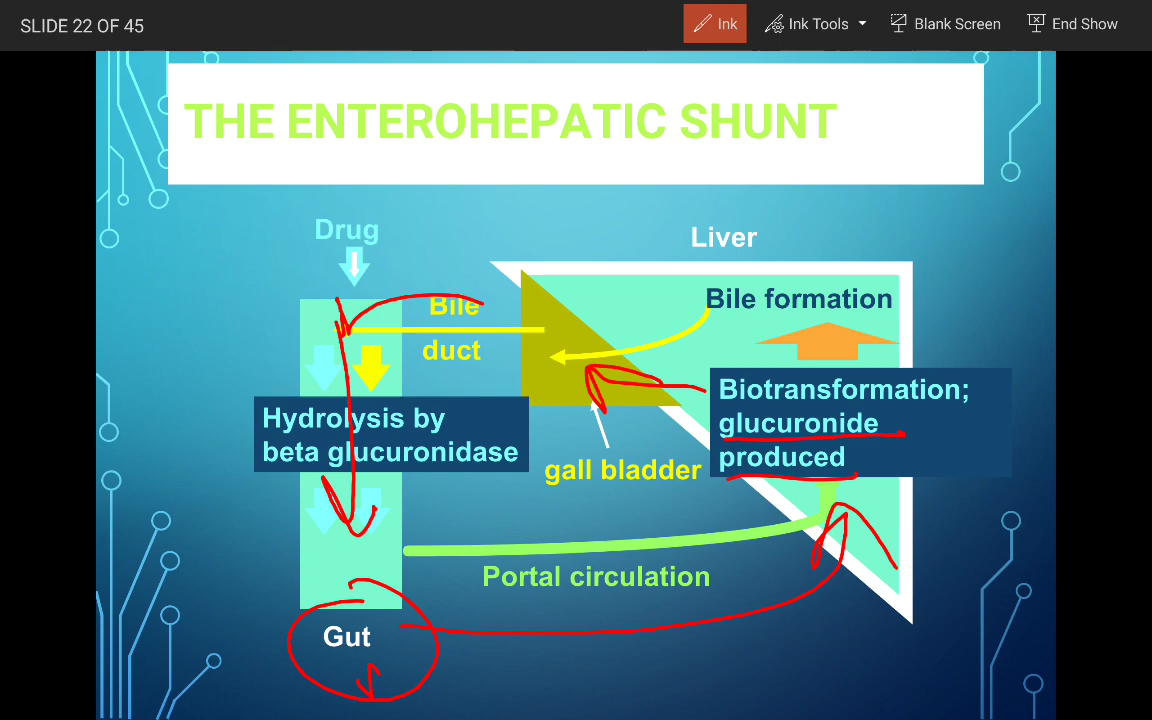 SLIDE 22 OF 45
Ink
Ink Tools
Blank Screen
End Show
THE ENTEROHEPATIC SHUNT
Drug
Liver
Bile
duct
Bile formation
Hydrolysis by
beta glucuronidase
Biotransformation;
glucuronide
produced
gall bladder
Portal circulation
Gut